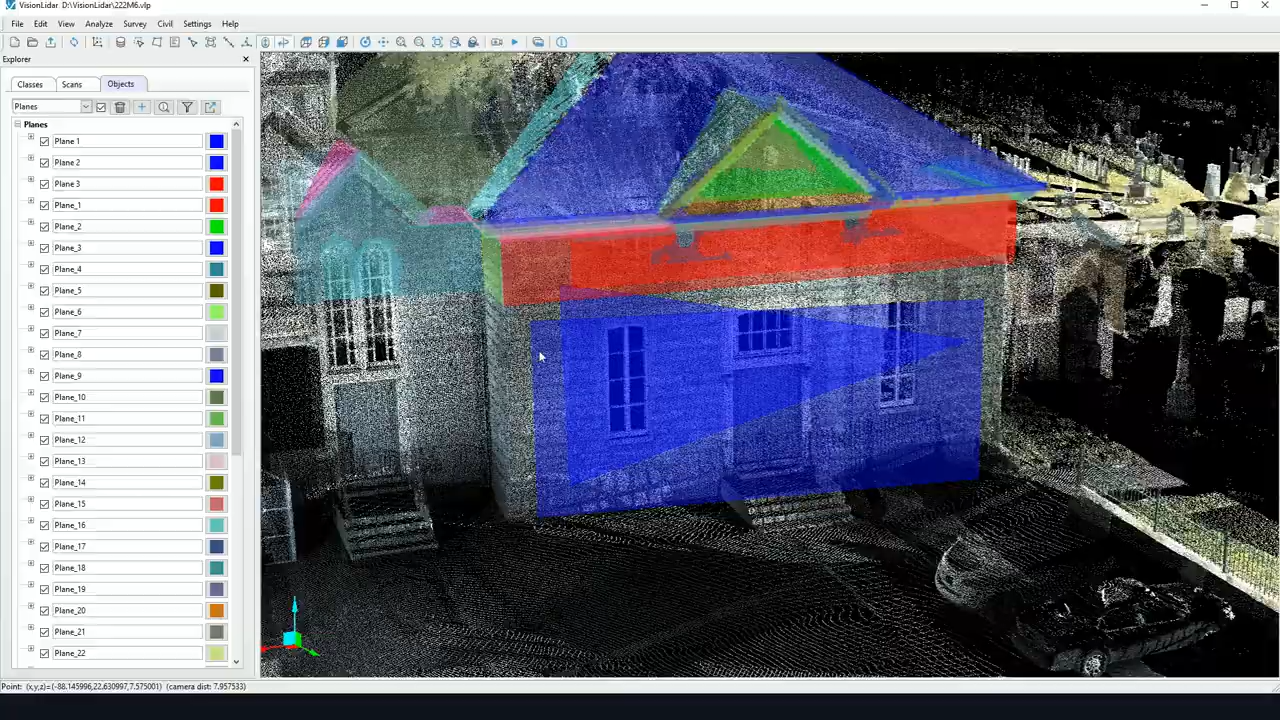 VisionLidar D:\VisionLidar\222M6.vlp
File Edit View Analyze Survey Civil Settings Help
Explorer
Classes Scans Objects
Planes
Planes
Plane 1
Plane 2
Plane 3
Plane_1
Plane_2
Plane_3
Plane_4
Plane_5
Plane_6
Plane_7
Plane_8
Plane_9
Plane_10
Plane_11
Plane_12
Plane_13
Plane_14
Plane_15
Plane_16
Plane_17
Plane_18
Plane_19
Plane_20
Plane_21
Plane_22
Point: (x,y,z)=(-88.145996,22.630997,7.575001) (camera dist: 7.957533)